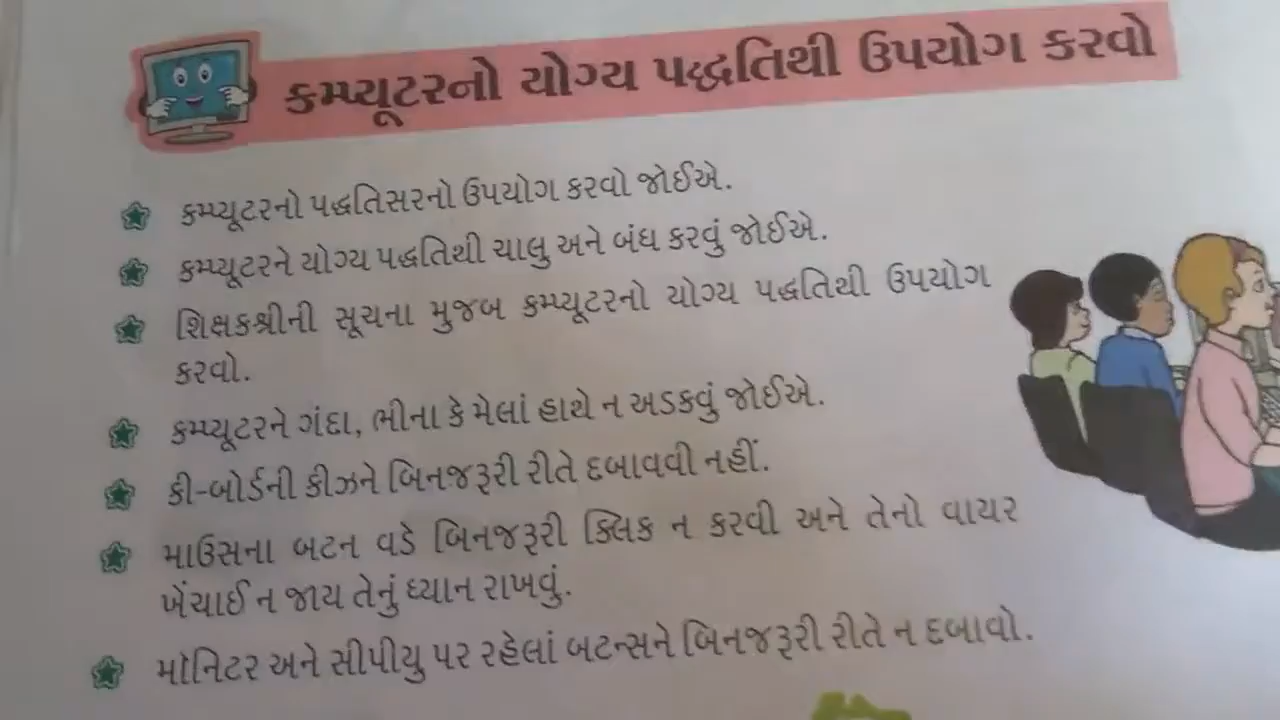 કમ્પ્યૂટરનો યોગ્ય પદ્ધતિથી ઉપયોગ કરવો
કમ્પ્યૂટરનો પદ્ધતિસરનો ઉપયોગ કરવો જોઈએ.
કમ્પ્યૂટરને યોગ્ય પદ્ધતિથી ચાલુ અને બંધ કરવું જોઈએ.
શિક્ષકશ્રીની સૂચના મુજબ કમ્પ્યૂટરનો યોગ્ય પદ્ધતિથી ઉપયોગ
કરવો.
કમ્પ્યૂટરને ગંદા, ભીના કે મેલાં હાથે ન અડકવું જોઈએ.
કી-બોર્ડની કીઝને બિનજરૂરી રીતે દબાવવી નહીં.
માઉસના બટન વડે બિનજરૂરી ક્લિક ન કરવી અને તેનો વાયર
ખેંચાઈ ન જાય તેનું ધ્યાન રાખવું.
મૉનિટર અને સીપીયુ પર રહેલાં બટન્સને બિનજરૂરી રીતે ન દબાવો.